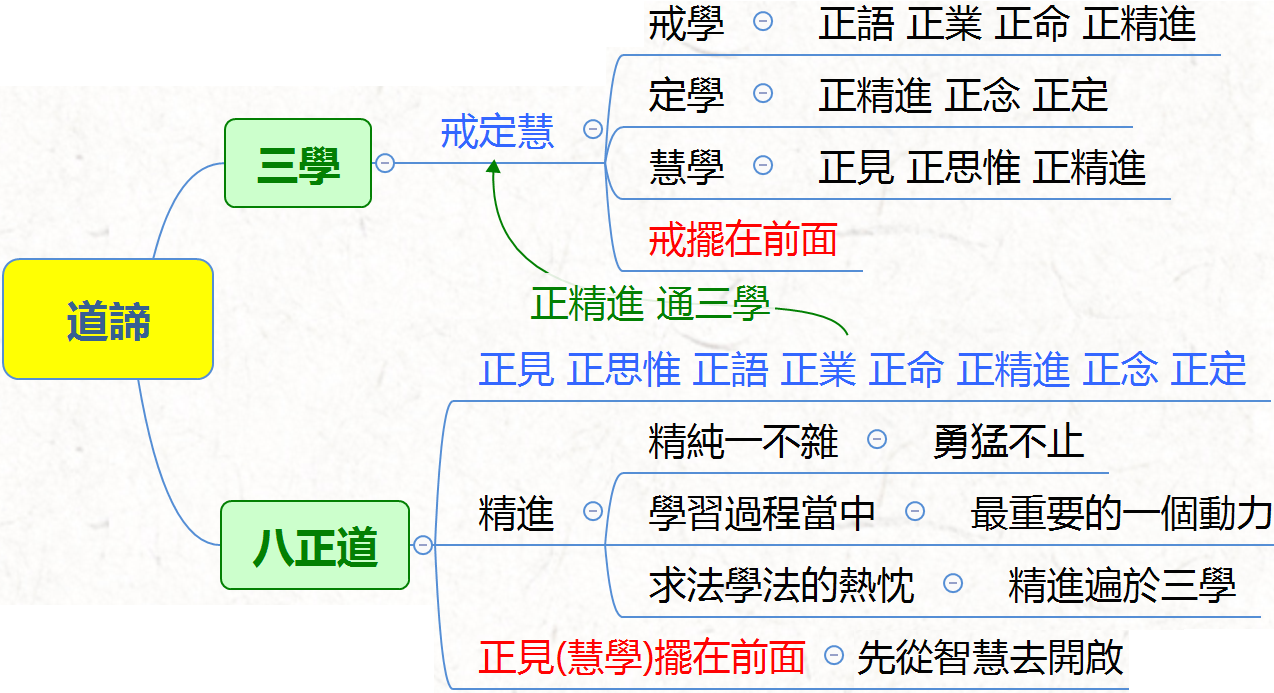 道諦
三學
戒定慧
戒學 正語 正業 正命 正精進
定學 正精進 正念 正定
慧學 正見 正思惟 正精進
戒擺在前面
正精進 通三學
八正道
正見 正思惟 正語 正業 正命 正精進 正念 正定
精進
精純一不雜 勇猛不止
學習過程當中 最重要的一個動力
求法學法的熱忱 精進遍於三學
正見(慧學)擺在前面 先從智慧去開啟